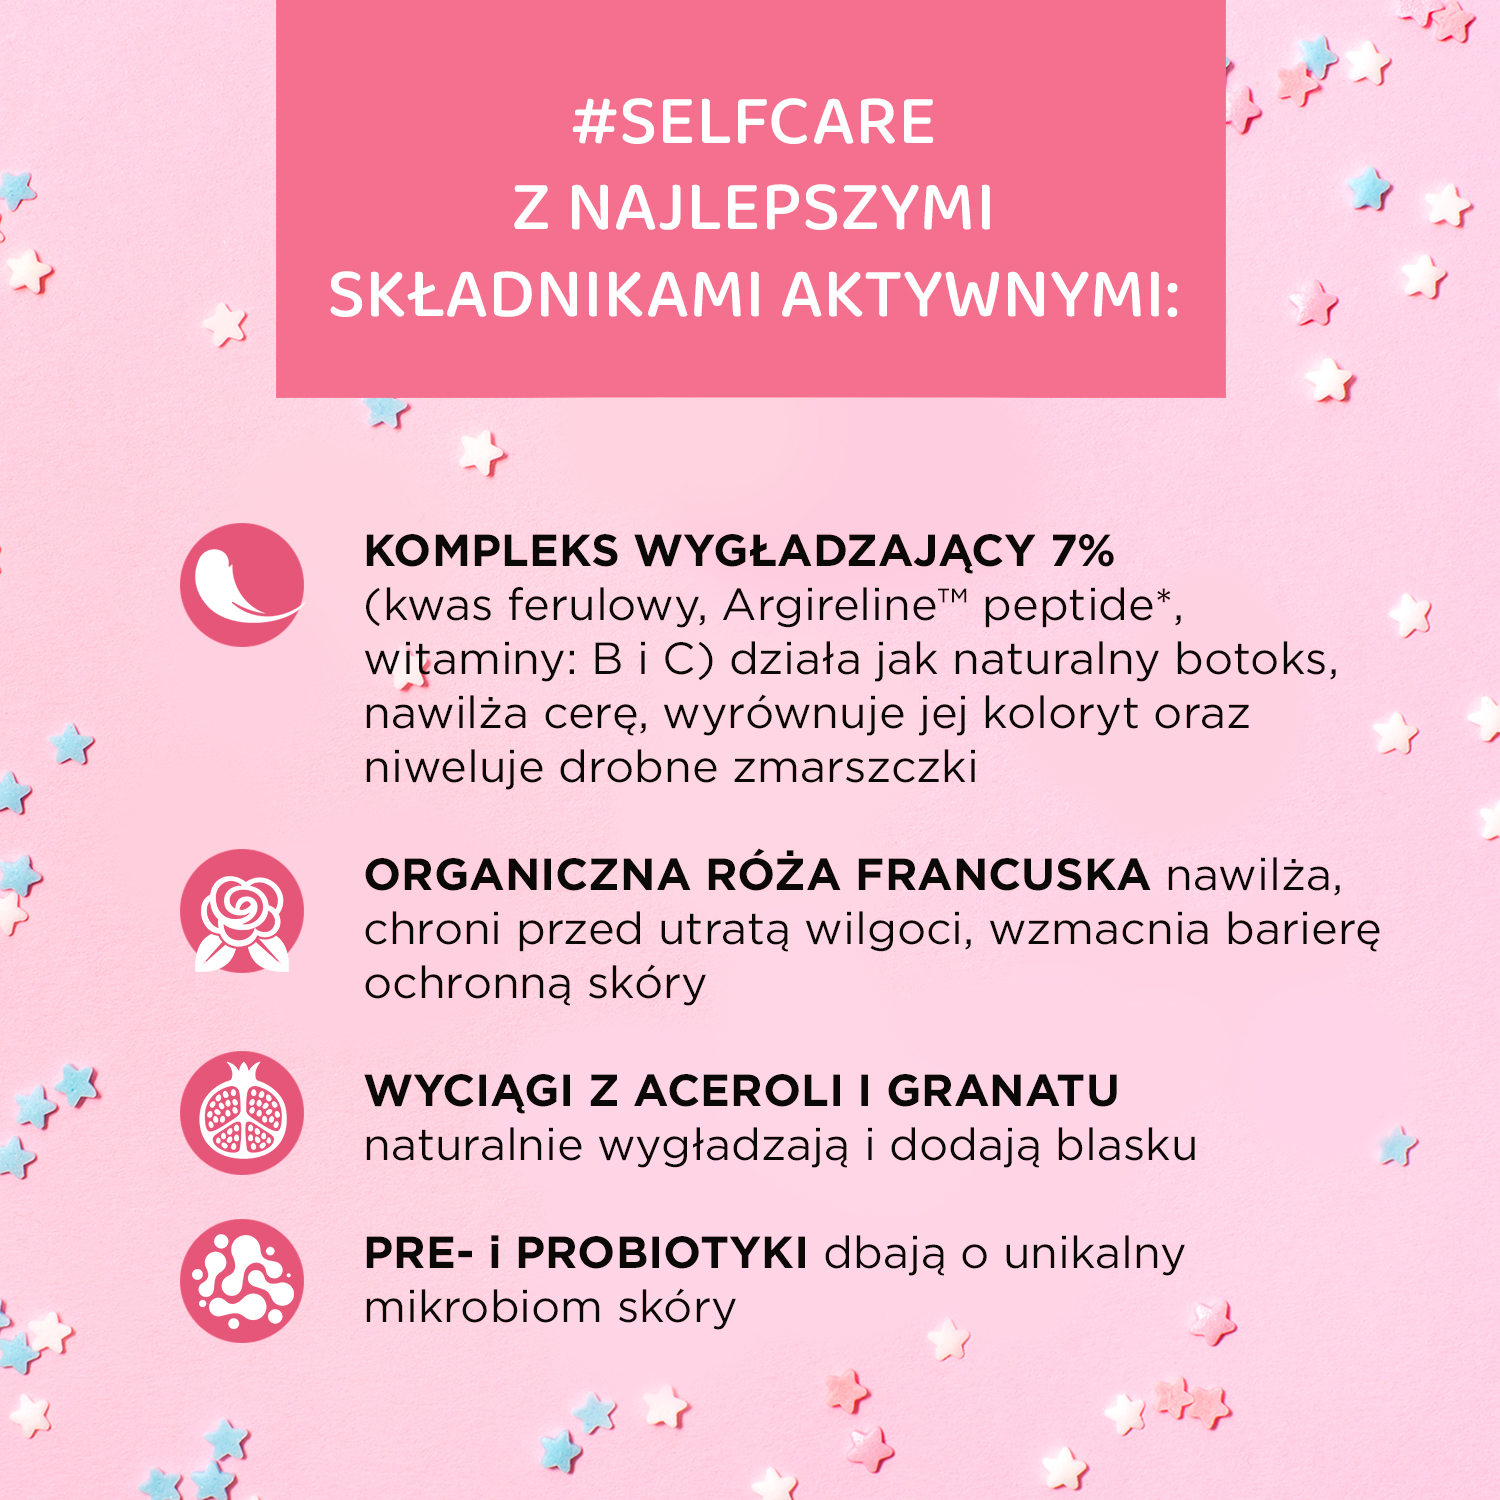 #SELFCARE
Z NAJLEPSZYMI
SKŁADNIKAMI AKTYWNYMI:
KOMPLEKS WYGŁADZAJĄCY 7%
(kwas ferulowy, Argireline™ peptide*,
witaminy: B i C) działa jak naturalny botoks,
nawilża cerę, wyrównuje jej koloryt oraz
niweluje drobne zmarszczki
ORGANICZNA RÓŻA FRANCUSKA nawilża,
chroni przed utratą wilgoci, wzmacnia barierę
ochronną skóry
WYCIĄGI Z ACEROLI I GRANATU
naturalnie wygładzają i dodają blasku
PRE- i PROBIOTYKI dbają o unikalny
mikrobiom skóry